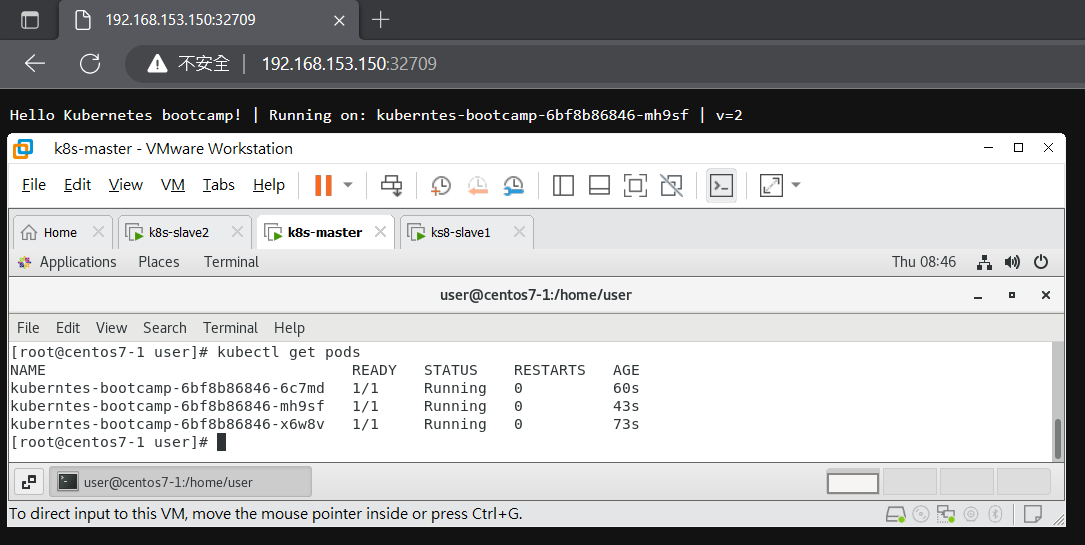 192.168.153.150:32709
不安全 | 192.168.153.150:32709
Hello Kubernetes bootcamp! | Running on: kuberntes-bootcamp-6bf8b86846-mh9sf | v=2
k8s-master - VMware Workstation
File Edit View VM Tabs Help
Home k8s-slave2 k8s-master ks8-slave1
Applications Places Terminal Thu 08:46
user@centos7-1:/home/user
File Edit View Search Terminal Help
[root@centos7-1 user]# kubectl get pods
NAME READY STATUS RESTARTS AGE
kuberntes-bootcamp-6bf8b86846-6c7md 1/1 Running 0 60s
kuberntes-bootcamp-6bf8b86846-mh9sf 1/1 Running 0 43s
kuberntes-bootcamp-6bf8b86846-x6w8v 1/1 Running 0 73s
[root@centos7-1 user]#
user@centos7-1:/home/user
To direct input to this VM, move the mouse pointer inside or press Ctrl+G.